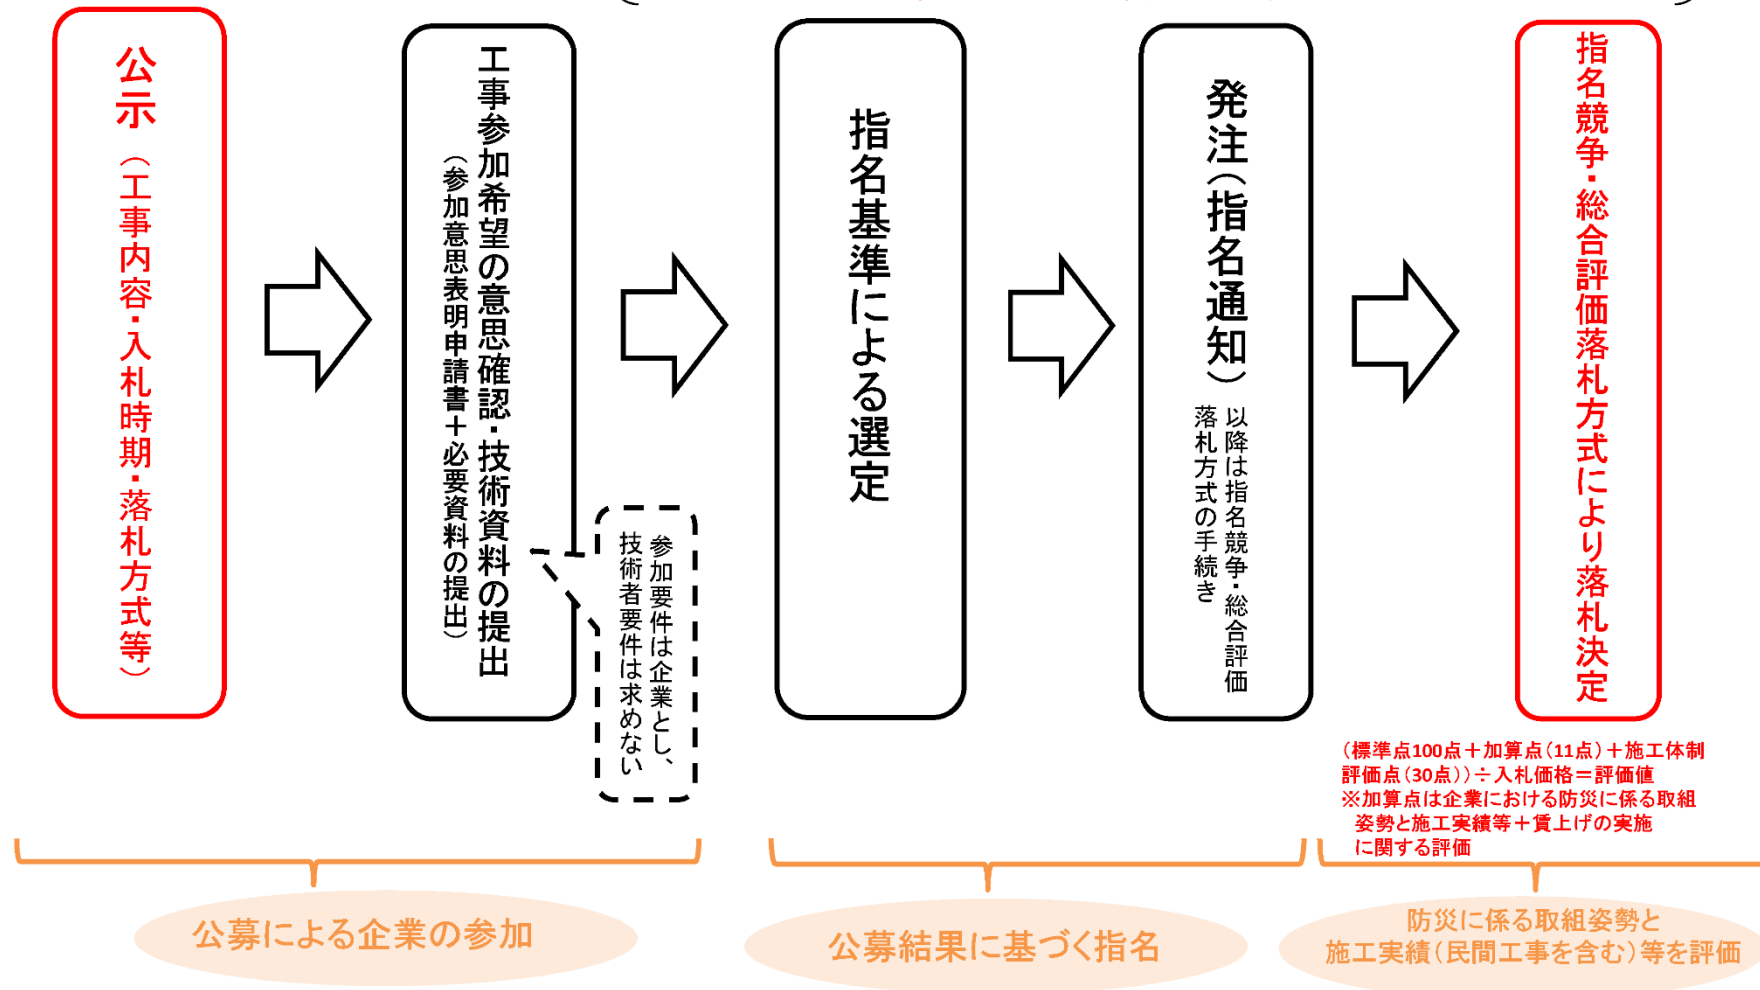 公示（工事内容・入札時期・落札方式等）
工事参加希望の意思確認・技術資料の提出
（参加意思表明申請書＋必要資料の提出）
参加要件は企業とし、
技術者要件は求めない
指名基準による選定
発注（指名通知）
以降は指名競争・総合評価
落札方式の手続き
指名競争・総合評価落札方式により落札決定
（標準点100点＋加算点（11点）＋施工体制
評価点（30点））÷入札価格＝評価値
※加算点は企業における防災に係る取組
姿勢と施工実績等＋賃上げの実施
に関する評価
公募による企業の参加
公募結果に基づく指名
防災に係る取組姿勢と
施工実績（民間工事を含む）等を評価